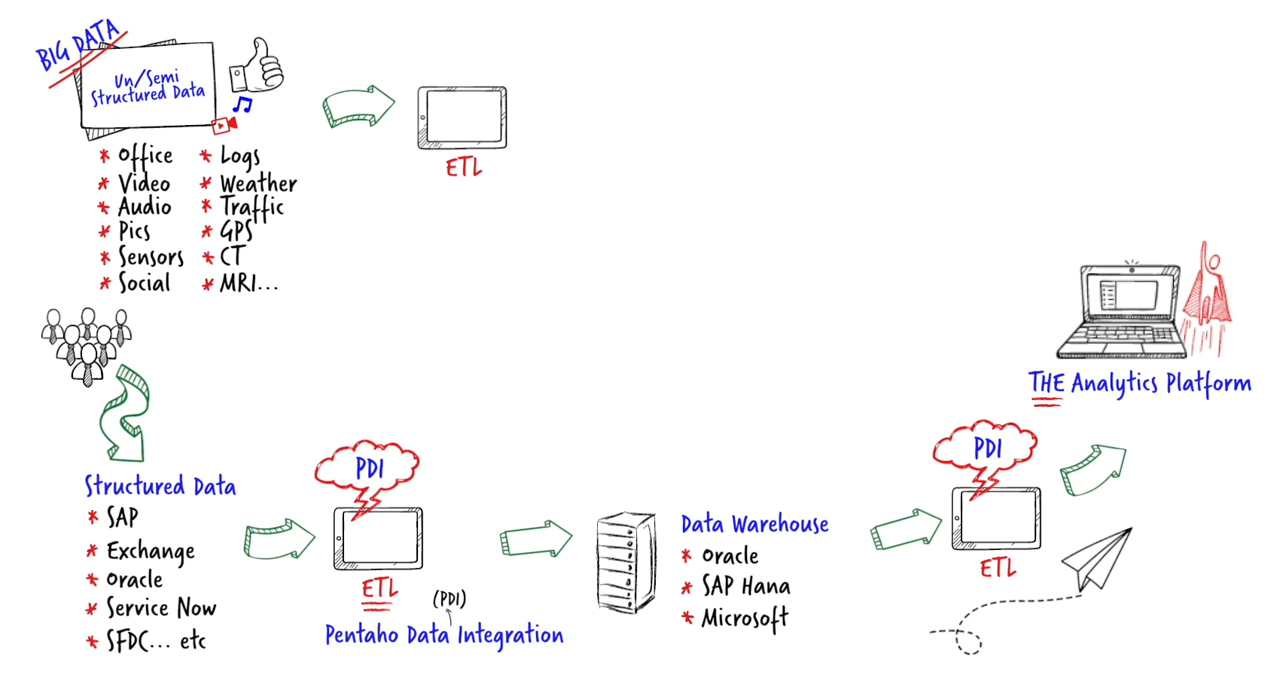 BIG DATA
Un/Semi
Structured Data
* Office
* Video
* Audio
* Pics
* Sensors
* Social
* Logs
* Weather
* Traffic
* GPS
* CT
* MRI...
ETL
Structured Data
* SAP
* Exchange
* Oracle
* Service Now
* SFDC... etc
PDI
ETL
(PDI)
Pentaho Data Integration
Data Warehouse
* Oracle
* SAP Hana
* Microsoft
PDI
ETL
THE Analytics Platform